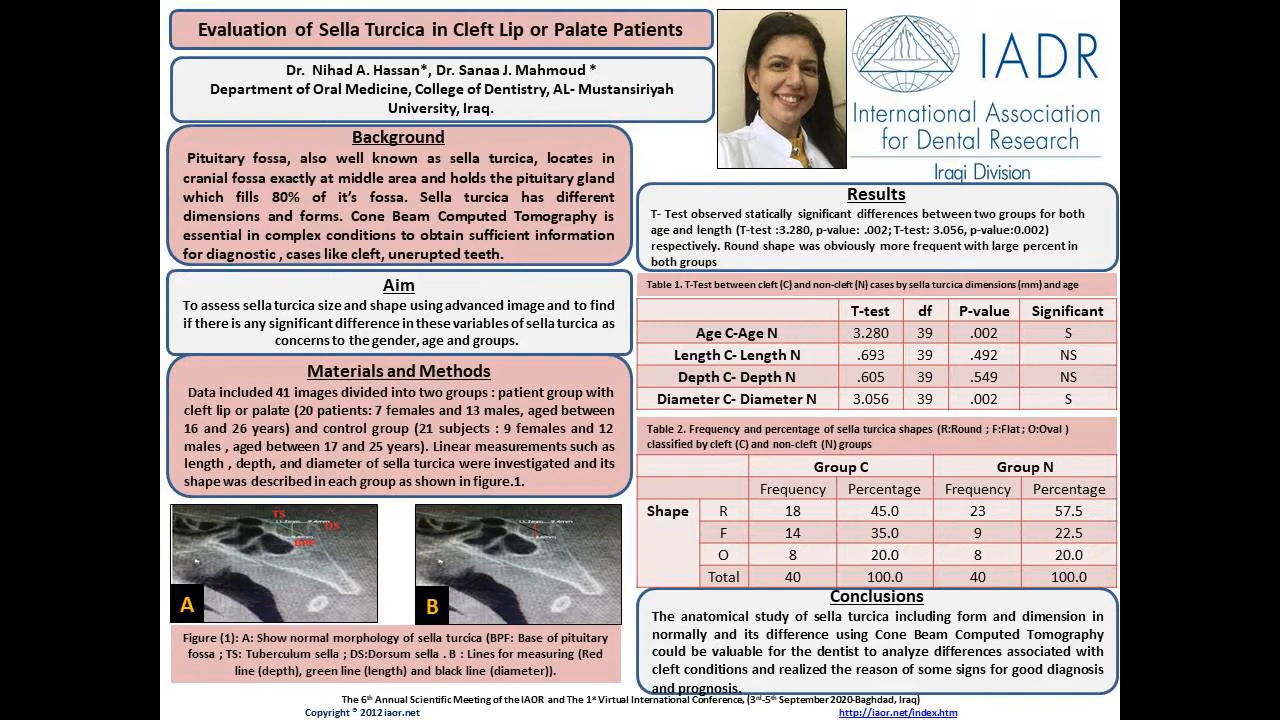 Evaluation of Sella Turcica in Cleft Lip or Palate Patients
Dr. Nihad A. Hassan*, Dr. Sanaa J. Mahmoud *
Department of Oral Medicine, College of Dentistry, AL- Mustansiriyah
University, Iraq.
IADR
International Association
for Dental Research
Iraqi Division
Background
Pituitary fossa, also well known as sella turcica, locates in
cranial fossa exactly at middle area and holds the pituitary gland
which fills 80% of it's fossa. Sella turcica has different
dimensions and forms. Cone Beam Computed Tomography is
essential in complex conditions to obtain sufficient information
for diagnostic , cases like cleft, unerupted teeth.
Aim
To assess sella turcica size and shape using advanced image and to find
if there is any significant difference in these variables of sella turcica as
concerns to the gender, age and groups.
Materials and Methods
Data included 41 images divided into two groups : patient group with
cleft lip or palate (20 patients: 7 females and 13 males, aged between
16 and 26 years) and control group (21 subjects : 9 females and 12
males , aged between 17 and 25 years). Linear measurements such as
length , depth, and diameter of sella turcica were investigated and its
shape was described in each group as shown in figure.1.
TS
DS
BPF
A
B
Figure (1): A: Show normal morphology of sella turcica (BPF: Base of pituitary
fossa ; TS: Tuberculum sella ; DS:Dorsum sella . B : Lines for measuring (Red
line (depth), green line (length) and black line (diameter)).
Results
T- Test observed statically significant differences between two groups for both
age and length (T-test :3.280, p-value: .002; T-test: 3.056, p-value:0.002)
respectively. Round shape was obviously more frequent with large percent in
both groups
Table 1. T-Test between cleft (C) and non-cleft (N) cases by sella turcica dimensions (mm) and age
T-test df P-value Significant
Age C-Age N 3.280 39 .002 S
Length C- Length N .693 39 .492 NS
Depth C- Depth N .605 39 .549 NS
Diameter C- Diameter N 3.056 39 .002 S
Table 2. Frequency and percentage of sella turcica shapes (R:Round ; F:Flat ; O:Oval )
classified by cleft (C) and non-cleft (N) groups
Group C Group N
Frequency Percentage Frequency Percentage
Shape R 18 45.0 23 57.5
F 14 35.0 9 22.5
O 8 20.0 8 20.0
Total 40 100.0 40 100.0
Conclusions
The anatomical study of sella turcica including form and dimension in
normally and its difference using Cone Beam Computed Tomography
could be valuable for the dentist to analyze differences associated with
cleft conditions and realized the reason of some signs for good diagnosis
and prognosis.
The 6th Annual Scientific Meeting of the IAOR and The 1st Virtual International Conference, (3rd-5th September 2020-Baghdad, Iraq)
Copyright © 2012 iaor.net http://iaor.net/index.htm